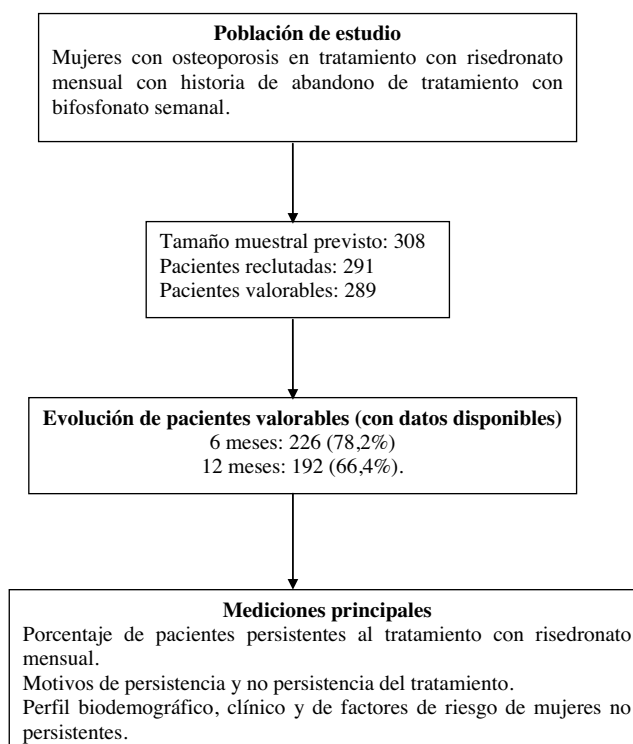 Población de estudio
Mujeres con osteoporosis en tratamiento con risedronato
mensual con historia de abandono de tratamiento con
bifosfonato semanal.
Tamaño muestral previsto: 308
Pacientes reclutadas: 291
Pacientes valorables: 289
Evolución de pacientes valorables (con datos disponibles)
6 meses: 226 (78,2%)
12 meses: 192 (66,4%).
Mediciones principales
Porcentaje de pacientes persistentes al tratamiento con risedronato
mensual.
Motivos de persistencia y no persistencia del tratamiento.
Perfil biodemográfico, clínico y de factores de riesgo de mujeres no
persistentes.